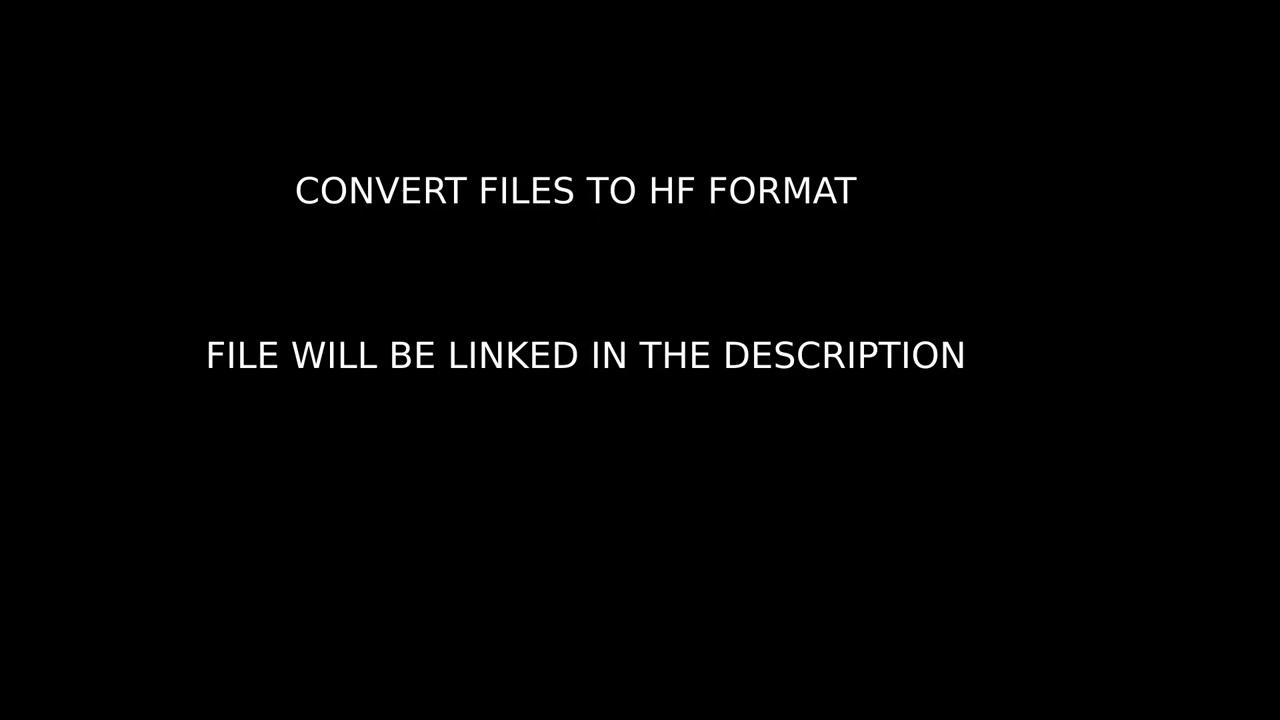 CONVERT FILES TO HF FORMAT
FILE WILL BE LINKED IN THE DESCRIPTION